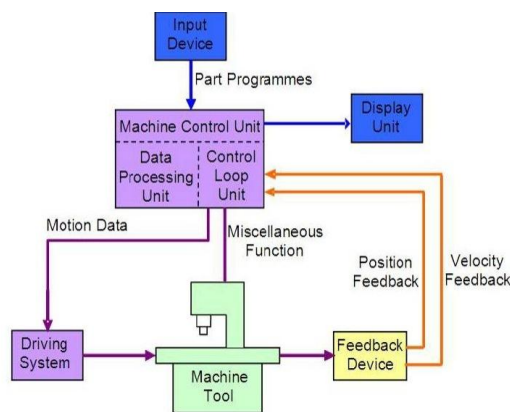 Input
Device
Part Programmes
Machine Control Unit
Display
Unit
Data
Processing
Unit
Control
Loop
Unit
Motion Data
Miscellaneous
Function
Position
Feedback
Velocity
Feedback
Driving
System
Machine
Tool
Feedback
Device